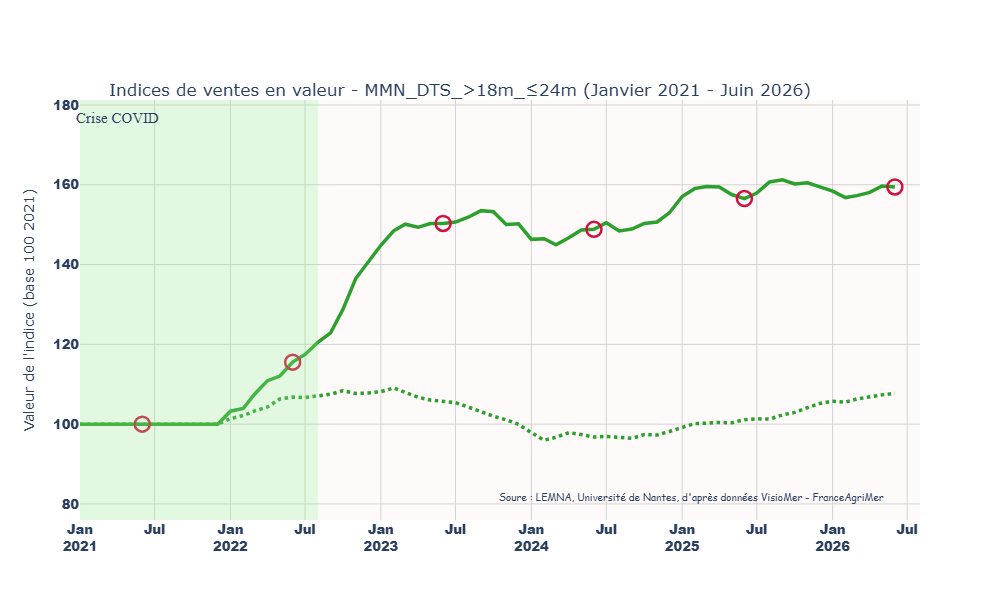 Indices de ventes en valeur - MMN_DTS_>18m_≤24m (Janvier 2021 - Juin 2026)
Crise COVID
Valeur de l'indice (base 100 2021)
180
160
140
120
100
80
Soure : LEMNA, Université de Nantes, d'après données VisioMer - FranceAgriMer
Jan Jul Jan Jul Jan Jul Jan Jul Jan Jul Jan Jul
2021 2022 2023 2024 2025 2026